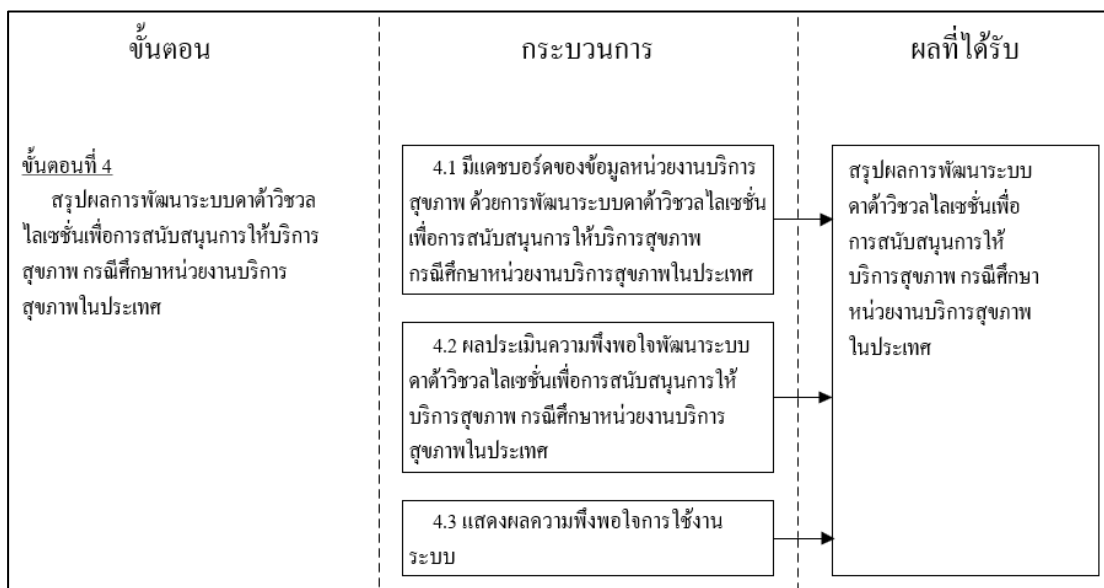 ขั้นตอน
กระบวนการ
ผลที่ได้รับ
ขั้นตอนที่ 4
สรุปผลการพัฒนาระบบดาต้าวิชวล
ไลเซชั่นเพื่อการสนับสนุนการให้บริการ
สุขภาพ กรณีศึกษาหน่วยงานบริการ
สุขภาพในประเทศ
4.1 มีแดชบอร์ดของข้อมูลหน่วยงานบริการ
สุขภาพ ด้วยการพัฒนาระบบดาต้าวิชวลไลเซชั่น
เพื่อการสนับสนุนการให้บริการสุขภาพ
กรณีศึกษาหน่วยงานบริการสุขภาพในประเทศ
4.2 ผลประเมินความพึงพอใจพัฒนาระบบ
ดาต้าวิชวลไลเซชั่นเพื่อการสนับสนุนการให้
บริการสุขภาพ กรณีศึกษาหน่วยงานบริการ
สุขภาพในประเทศ
4.3 แสดงผลความพึงพอใจการใช้งาน
ระบบ
สรุปผลการพัฒนาระบบ
ดาต้าวิชวลไลเซชั่นเพื่อ
การสนับสนุนการให้
บริการสุขภาพ กรณีศึกษา
หน่วยงานบริการสุขภาพ
ในประเทศ